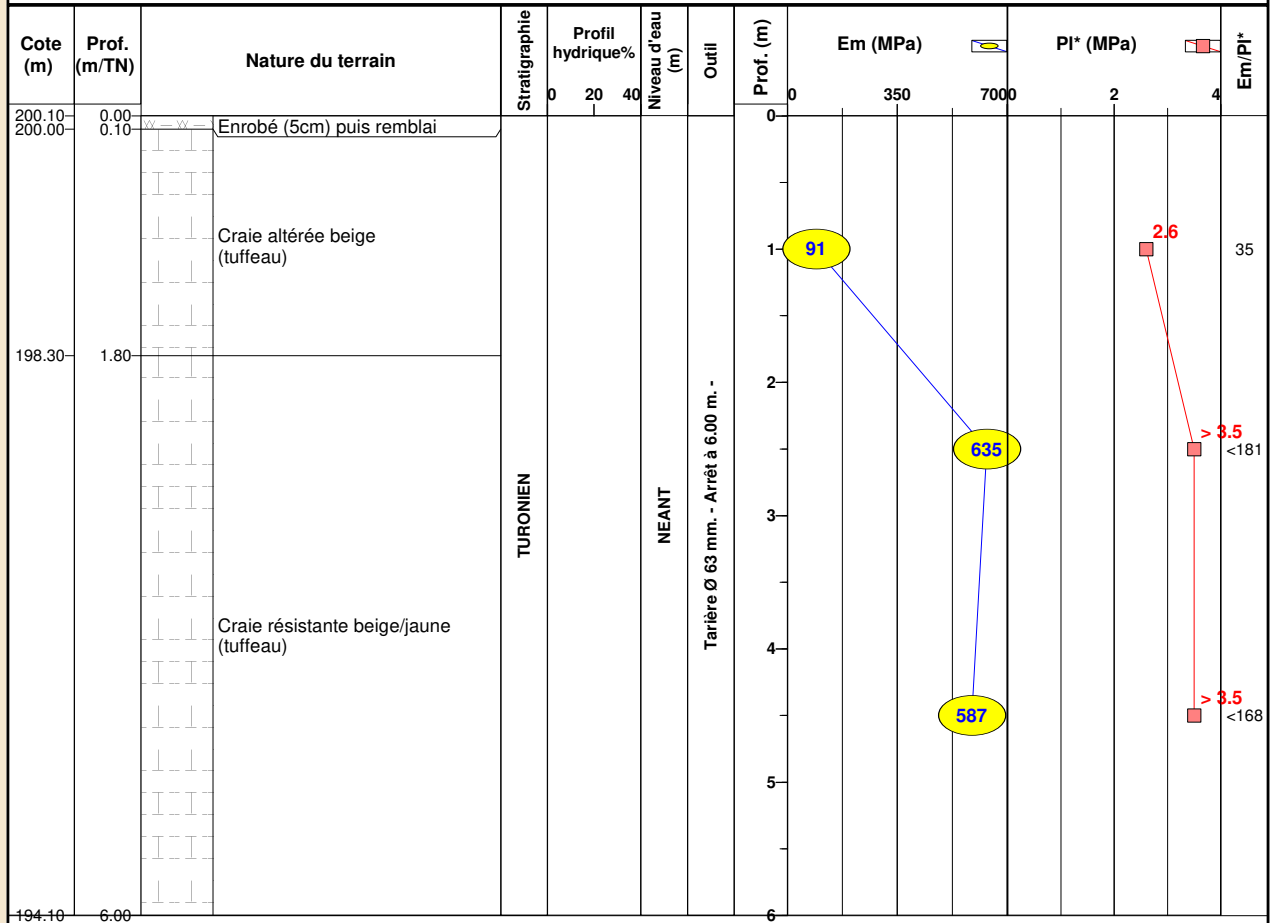 Cote
(m)
Prof.
(m/TN)
Nature du terrain
Stratigraphie
Profil
hydrique%
0 20 40
Niveau d'eau
(m)
Outil
Prof. (m)
Em (MPa)
0 350 700
Pl* (MPa)
0 2 4
Em/Pl*
200.10 0.00
200.00 0.10
Enrobé (5cm) puis remblai
Craie altérée beige
(tuffeau)
198.30 1.80
Craie résistante beige/jaune
(tuffeau)
194.10 6.00
TURONIEN
NEANT
Tarière Ø 63 mm. - Arrêt à 6.00 m. -
0
1
2
3
4
5
6
91
635
587
2.6
> 3.5
> 3.5
35
<181
<168